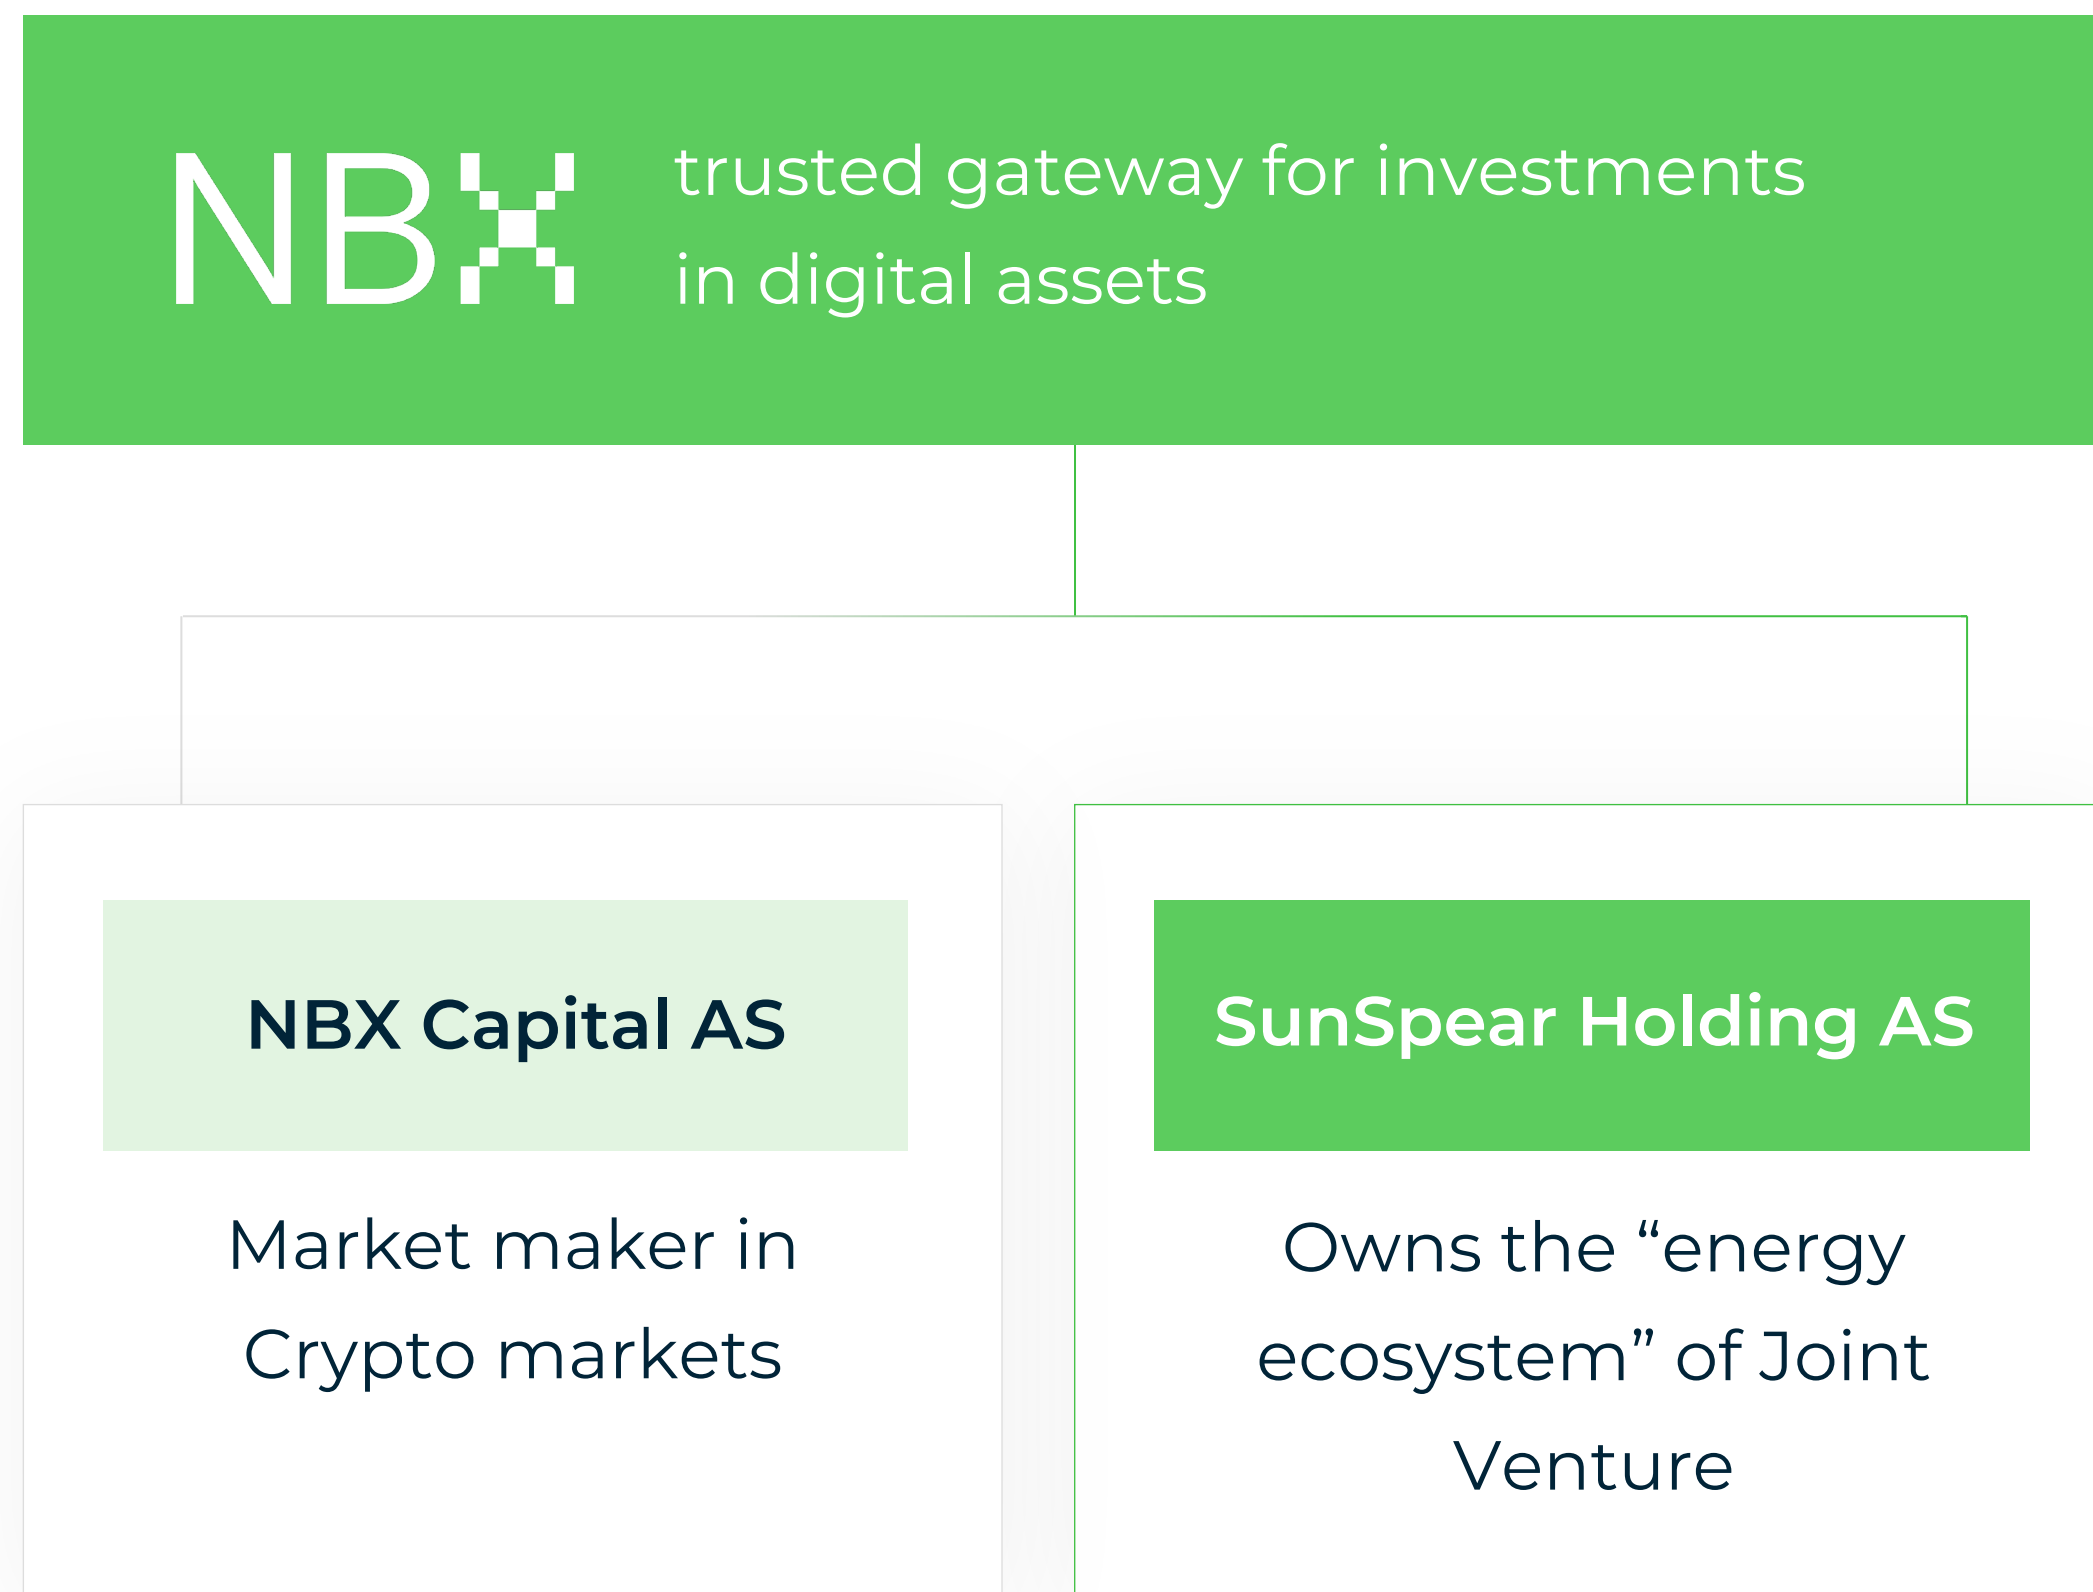 NBX
trusted gateway for investments
in digital assets
NBX Capital AS
Market maker in
Crypto markets
SunSpear Holding AS
Owns the “energy
ecosystem” of Joint
Venture